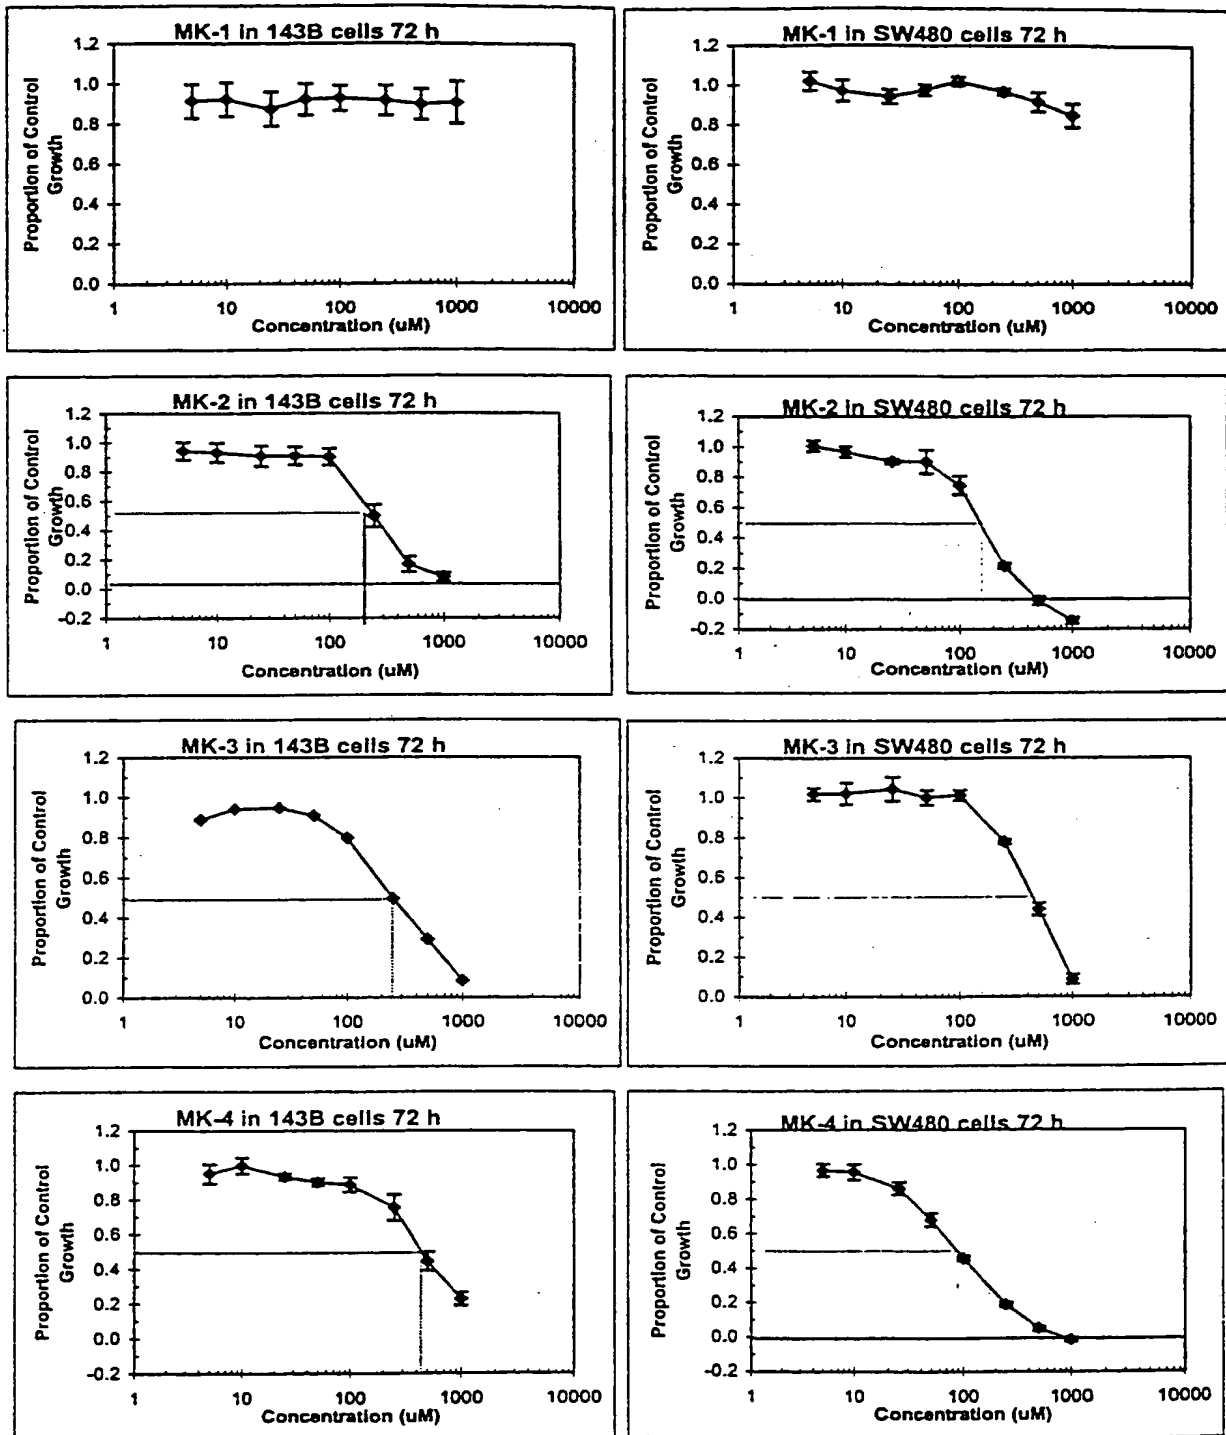 MK-1 in 143B cells 72 h
Proportion of Control
Growth
1.2
1.0
0.8
0.6
0.4
0.2
0.0
1 10 100 1000 10000
Concentration (uM)
MK-1 in SW480 cells 72 h
Proportion of Control
Growth
1.2
1.0
0.8
0.6
0.4
0.2
0.0
1 10 100 1000 10000
Concentration (uM)
MK-2 in 143B cells 72 h
Proportion of Control
Growth
1.2
1.0
0.8
0.6
0.4
0.2
0.0
-0.2
1 10 100 1000 10000
Concentration (uM)
MK-2 in SW480 cells 72 h
Proportion of Control
Growth
1.2
1.0
0.8
0.6
0.4
0.2
0.0
-0.2
1 10 100 1000 10000
Concentration (uM)
MK-3 in 143B cells 72 h
Proportion of Control
Growth
1.2
1.0
0.8
0.6
0.4
0.2
0.0
1 10 100 1000 10000
Concentration (uM)
MK-3 in SW480 cells 72 h
Proportion of Control
Growth
1.2
1.0
0.8
0.6
0.4
0.2
0.0
1 10 100 1000 10000
Concentration (uM)
MK-4 in 143B cells 72 h
Proportion of Control
Growth
1.2
1.0
0.8
0.6
0.4
0.2
0.0
-0.2
1 10 100 1000 10000
Concentration (uM)
MK-4 in SW480 cells 72 h
Proportion of Control
Growth
1.2
1.0
0.8
0.6
0.4
0.2
0.0
-0.2
1 10 100 1000 10000
Concentration (uM)